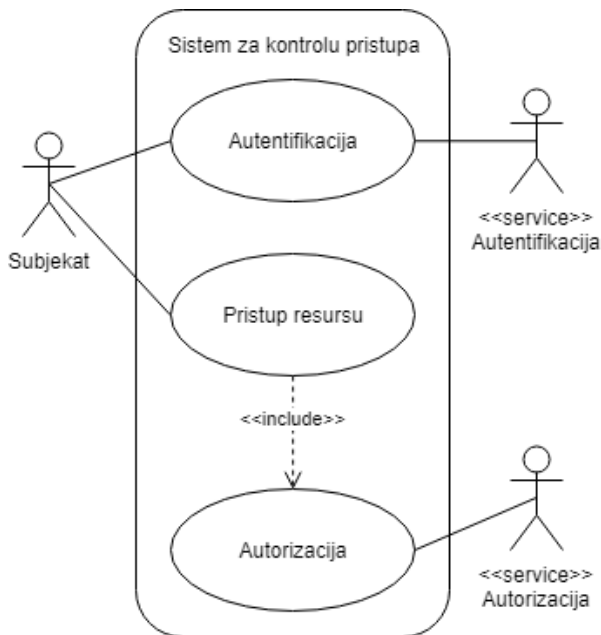 Sistem za kontrolu pristupa
Autentifikacija
Subjekat
<<service>>
Autentifikacija
Pristup resursu
<<include>>
Autorizacija
<<service>>
Autorizacija